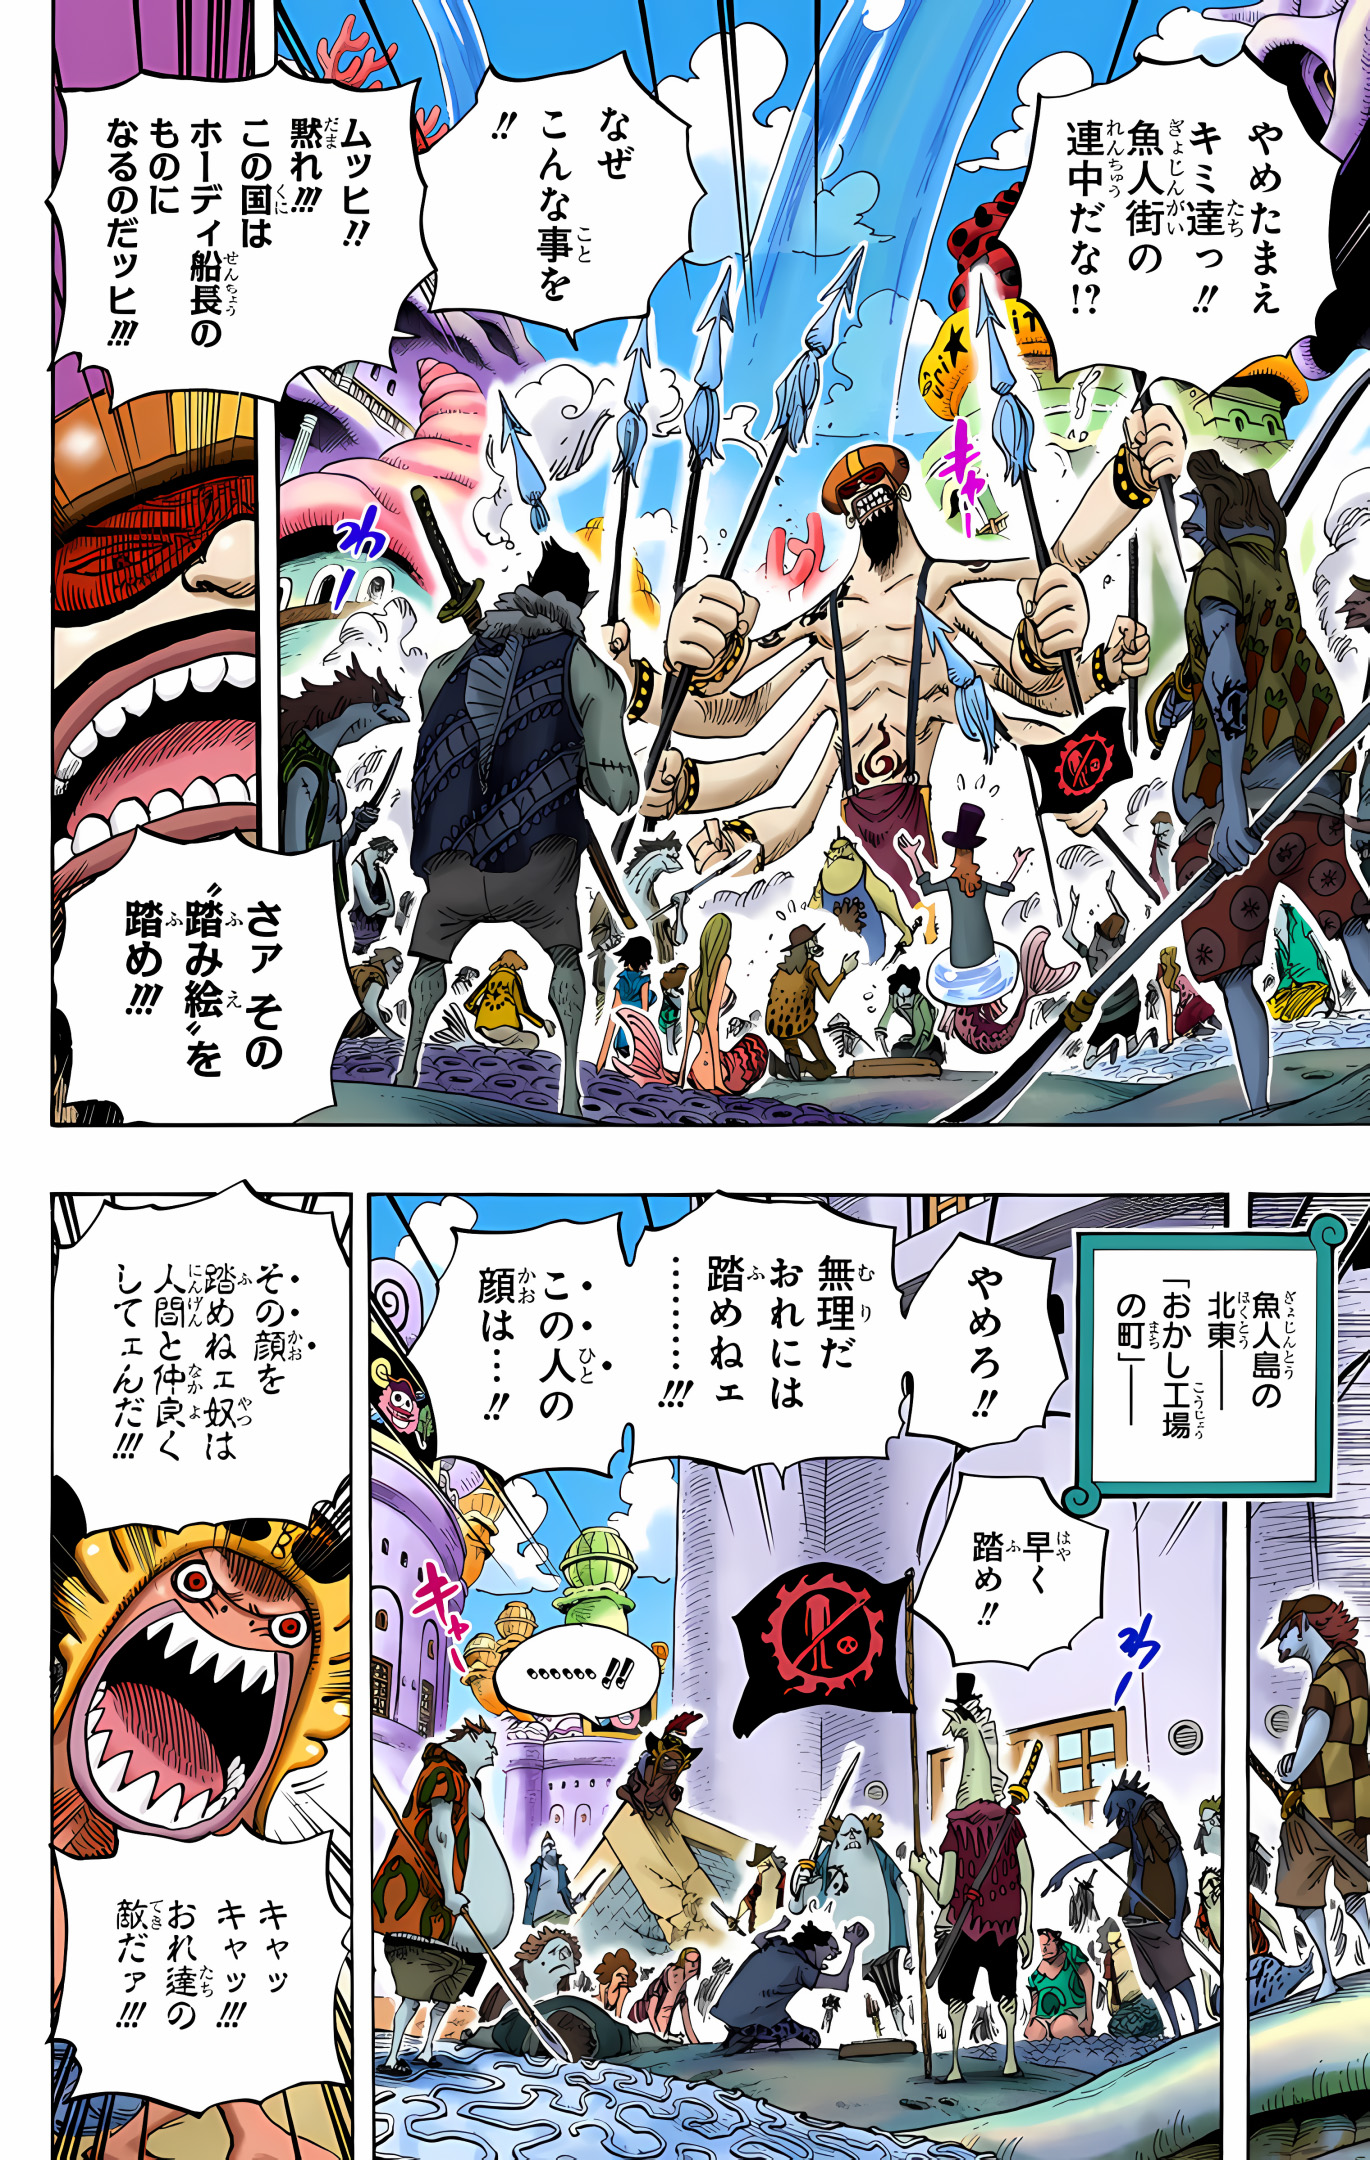 やめたまえ
キミ達っ!!
魚人街の
連中だな!?
なぜ
こんな事を
!!
ムッヒ!!
黙れ!!!
この国は
ホーディ船長の
ものに
なるのだッヒ!!!
キャー
わー
さァ その
〝踏み絵〟を
踏め!!!
魚人島の
北東――
「おかし工場
の町」――
やめろ!!
早く
踏め!!
無理だ
おれには
踏めねェ
………!!!
この人の
顔は…!!
キャー
わー
……!!
その顔を
踏めねェ奴は
人間と仲良く
してェんだ!!!
キャッ
キャッ!!!
おれ達の
敵だァ!!!